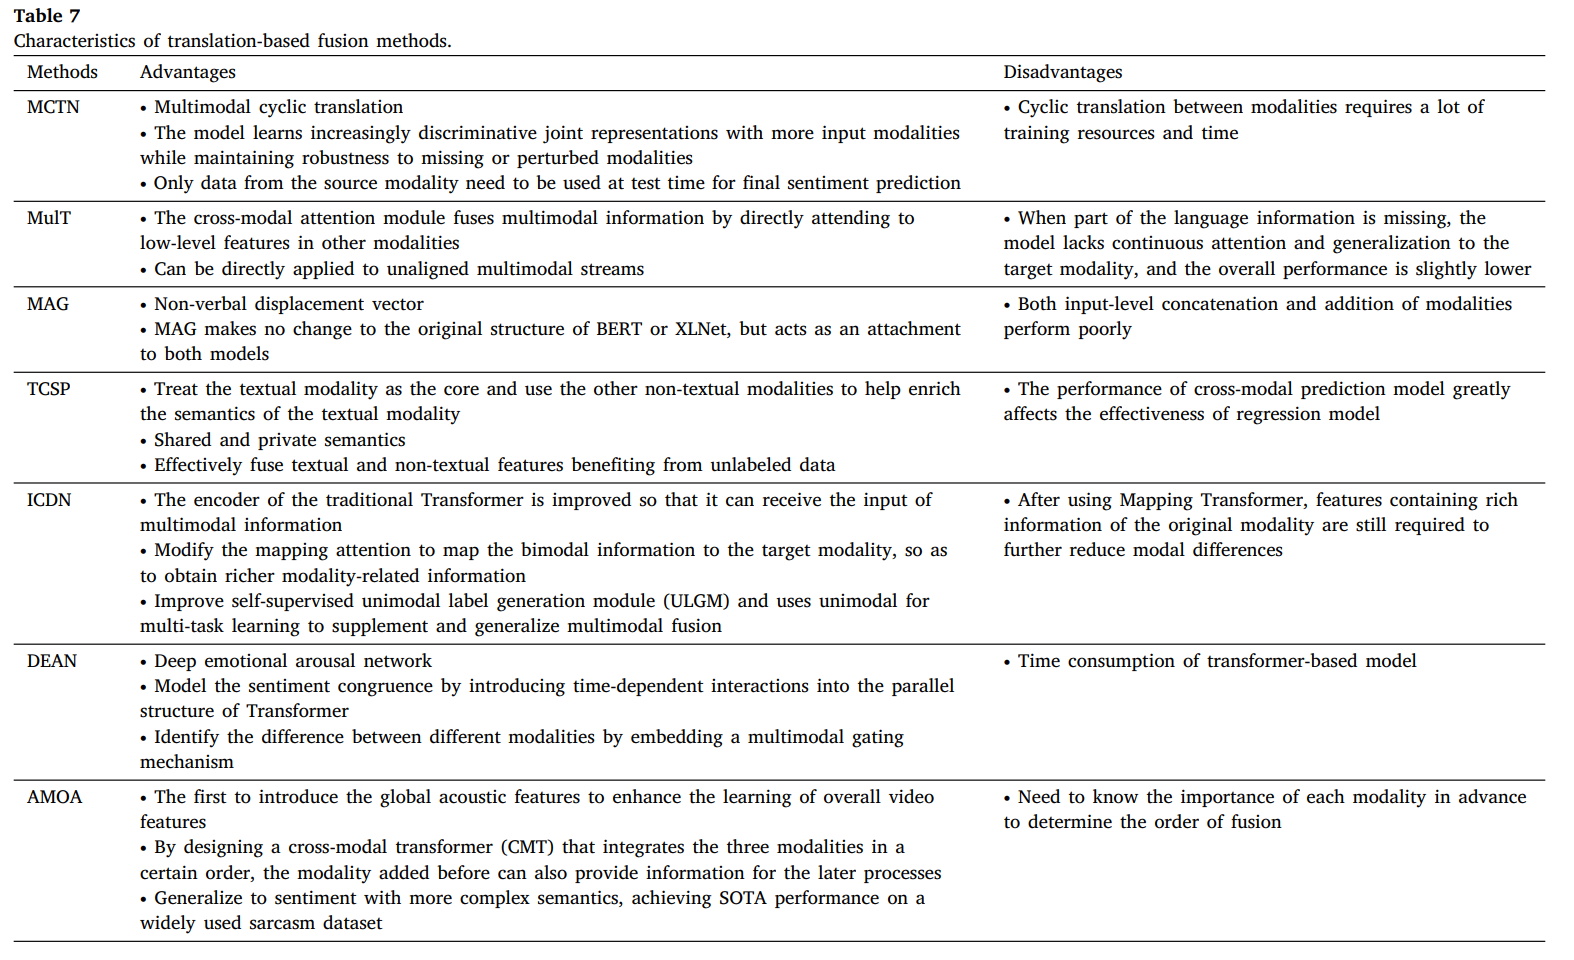 Table 7
Characteristics of translation-based fusion methods.
Methods Advantages Disadvantages
MCTN • Multimodal cyclic translation • Cyclic translation between modalities requires a lot of
• The model learns increasingly discriminative joint representations with more input modalities training resources and time
while maintaining robustness to missing or perturbed modalities
• Only data from the source modality need to be used at test time for final sentiment prediction
MulT • The cross-modal attention module fuses multimodal information by directly attending to • When part of the language information is missing, the
low-level features in other modalities model lacks continuous attention and generalization to the
• Can be directly applied to unaligned multimodal streams target modality, and the overall performance is slightly lower
MAG • Non-verbal displacement vector • Both input-level concatenation and addition of modalities
• MAG makes no change to the original structure of BERT or XLNet, but acts as an attachment perform poorly
to both models
TCSP • Treat the textual modality as the core and use the other non-textual modalities to help enrich • The performance of cross-modal prediction model greatly
the semantics of the textual modality affects the effectiveness of regression model
• Shared and private semantics
• Effectively fuse textual and non-textual features benefiting from unlabeled data
ICDN • The encoder of the traditional Transformer is improved so that it can receive the input of • After using Mapping Transformer, features containing rich
multimodal information information of the original modality are still required to
• Modify the mapping attention to map the bimodal information to the target modality, so as further reduce modal differences
to obtain richer modality-related information
• Improve self-supervised unimodal label generation module (ULGM) and uses unimodal for
multi-task learning to supplement and generalize multimodal fusion
DEAN • Deep emotional arousal network • Time consumption of transformer-based model
• Model the sentiment congruence by introducing time-dependent interactions into the parallel
structure of Transformer
• Identify the difference between different modalities by embedding a multimodal gating
mechanism
AMOA • The first to introduce the global acoustic features to enhance the learning of overall video • Need to know the importance of each modality in advance
features to determine the order of fusion
• By designing a cross-modal transformer (CMT) that integrates the three modalities in a
certain order, the modality added before can also provide information for the later processes
• Generalize to sentiment with more complex semantics, achieving SOTA performance on a
widely used sarcasm dataset